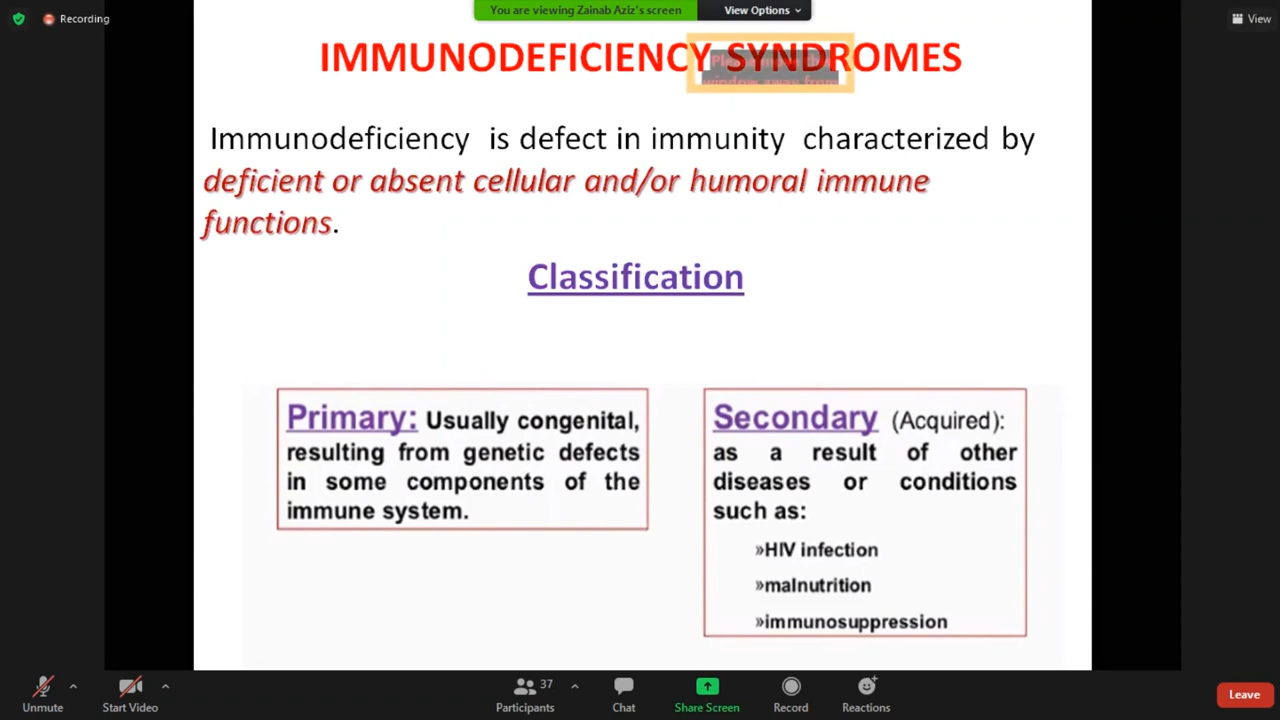 You are viewing Zainab Aziz's screen
View Options
Recording
View
IMMUNODEFICIENCY SYNDROMES
window away from
Immunodeficiency is defect in immunity characterized by
deficient or absent cellular and/or humoral immune
functions.
Classification
Primary: Usually congenital,
resulting from genetic defects
in some components of the
immune system.
Secondary (Acquired):
as a result of other
diseases or conditions
such as:
»HIV infection
»malnutrition
»immunosuppression
Unmute
Start Video
37
Participants
Chat
Share Screen
Record
Reactions
Leave